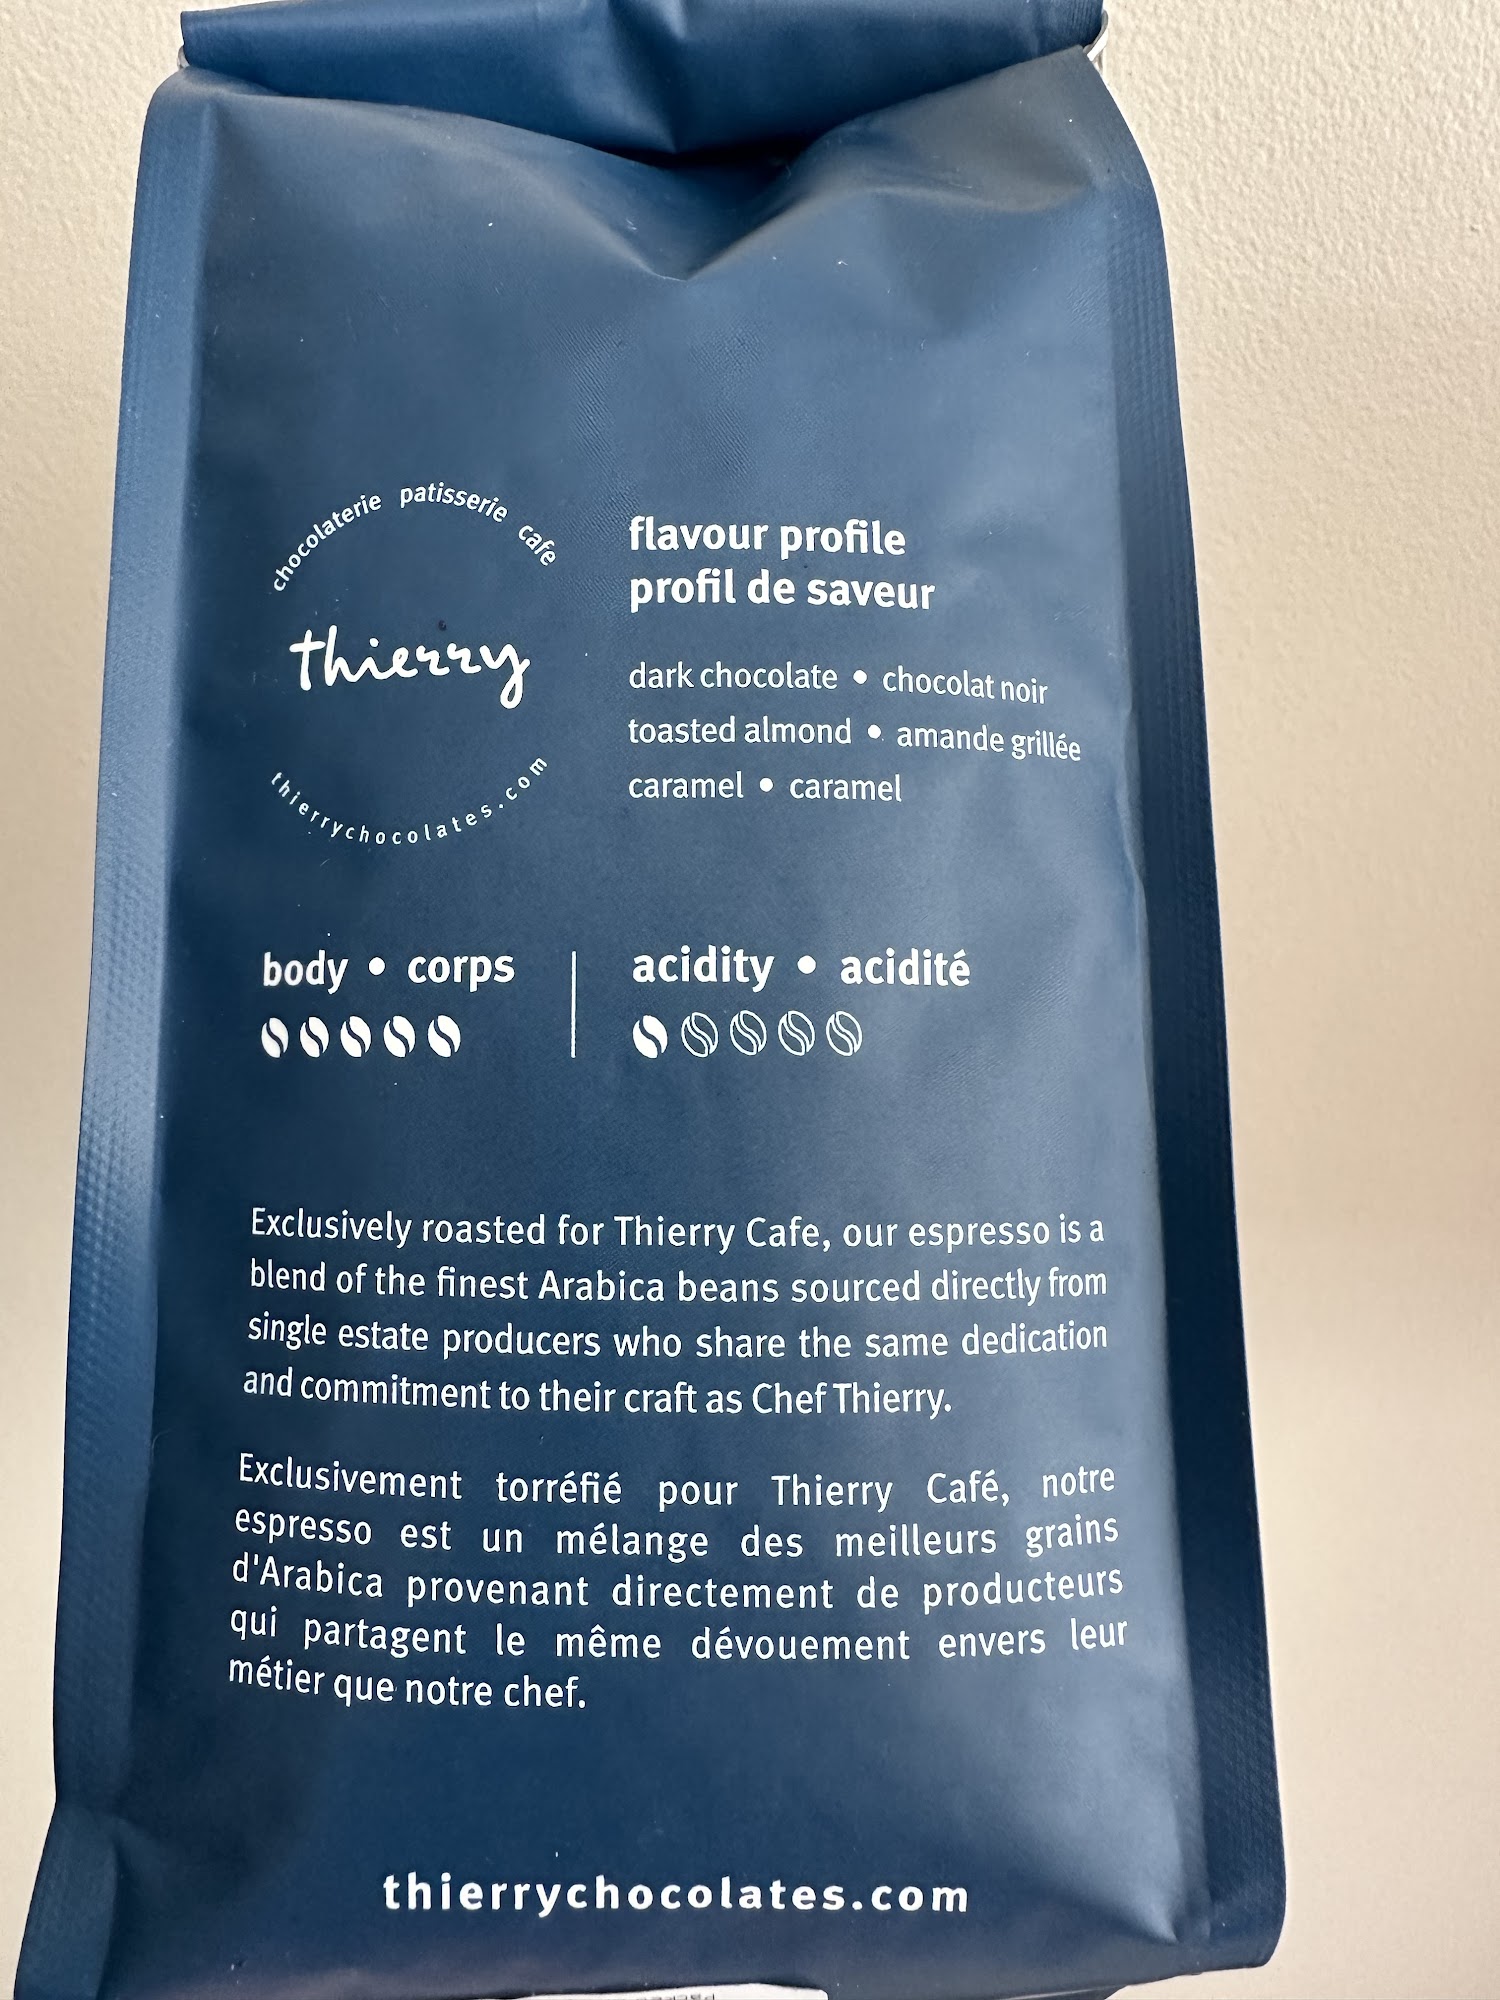 chocolaterie patisserie cafe
thierry
thierrychocolates.com
flavour profile
profil de saveur
dark chocolate • chocolat noir
toasted almond • amande grillée
caramel • caramel
body • corps
acidity • acidité
Exclusively roasted for Thierry Cafe, our espresso is a
blend of the finest Arabica beans sourced directly from
single estate producers who share the same dedication
and commitment to their craft as Chef Thierry.
Exclusivement torréfié pour Thierry Café, notre
espresso est un mélange des meilleurs grains
d'Arabica provenant directement de producteurs
qui partagent le même dévouement envers leur
métier que notre chef.
thierrychocolates.com